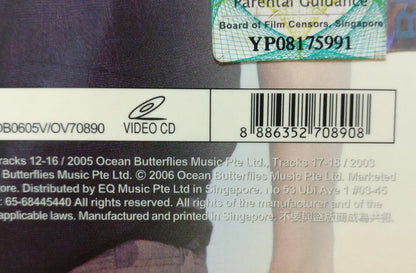 Parental Guidance
Board of Film Censors, Singapore
YP08175991
DB0605V/OV70890
VIDEO CD
8 886352 708908
Tracks 12-16 / 2005 Ocean Butterflies Music Pte Ltd., Tracks 17-18 / 2003
Butterflies Music Pte Ltd. © 2006 Ocean Butterflies Music Pte Ltd. Marketed
pore. Distributed by EQ Music Pte Ltd in Singapore. No 53 Ubi Ave 1 #03-45
65-68445440 All rights reserved. All rights of the manufacturer and of the
applicable laws. Manufactured and printed in Singapore. 不要與盜版商成為共犯.